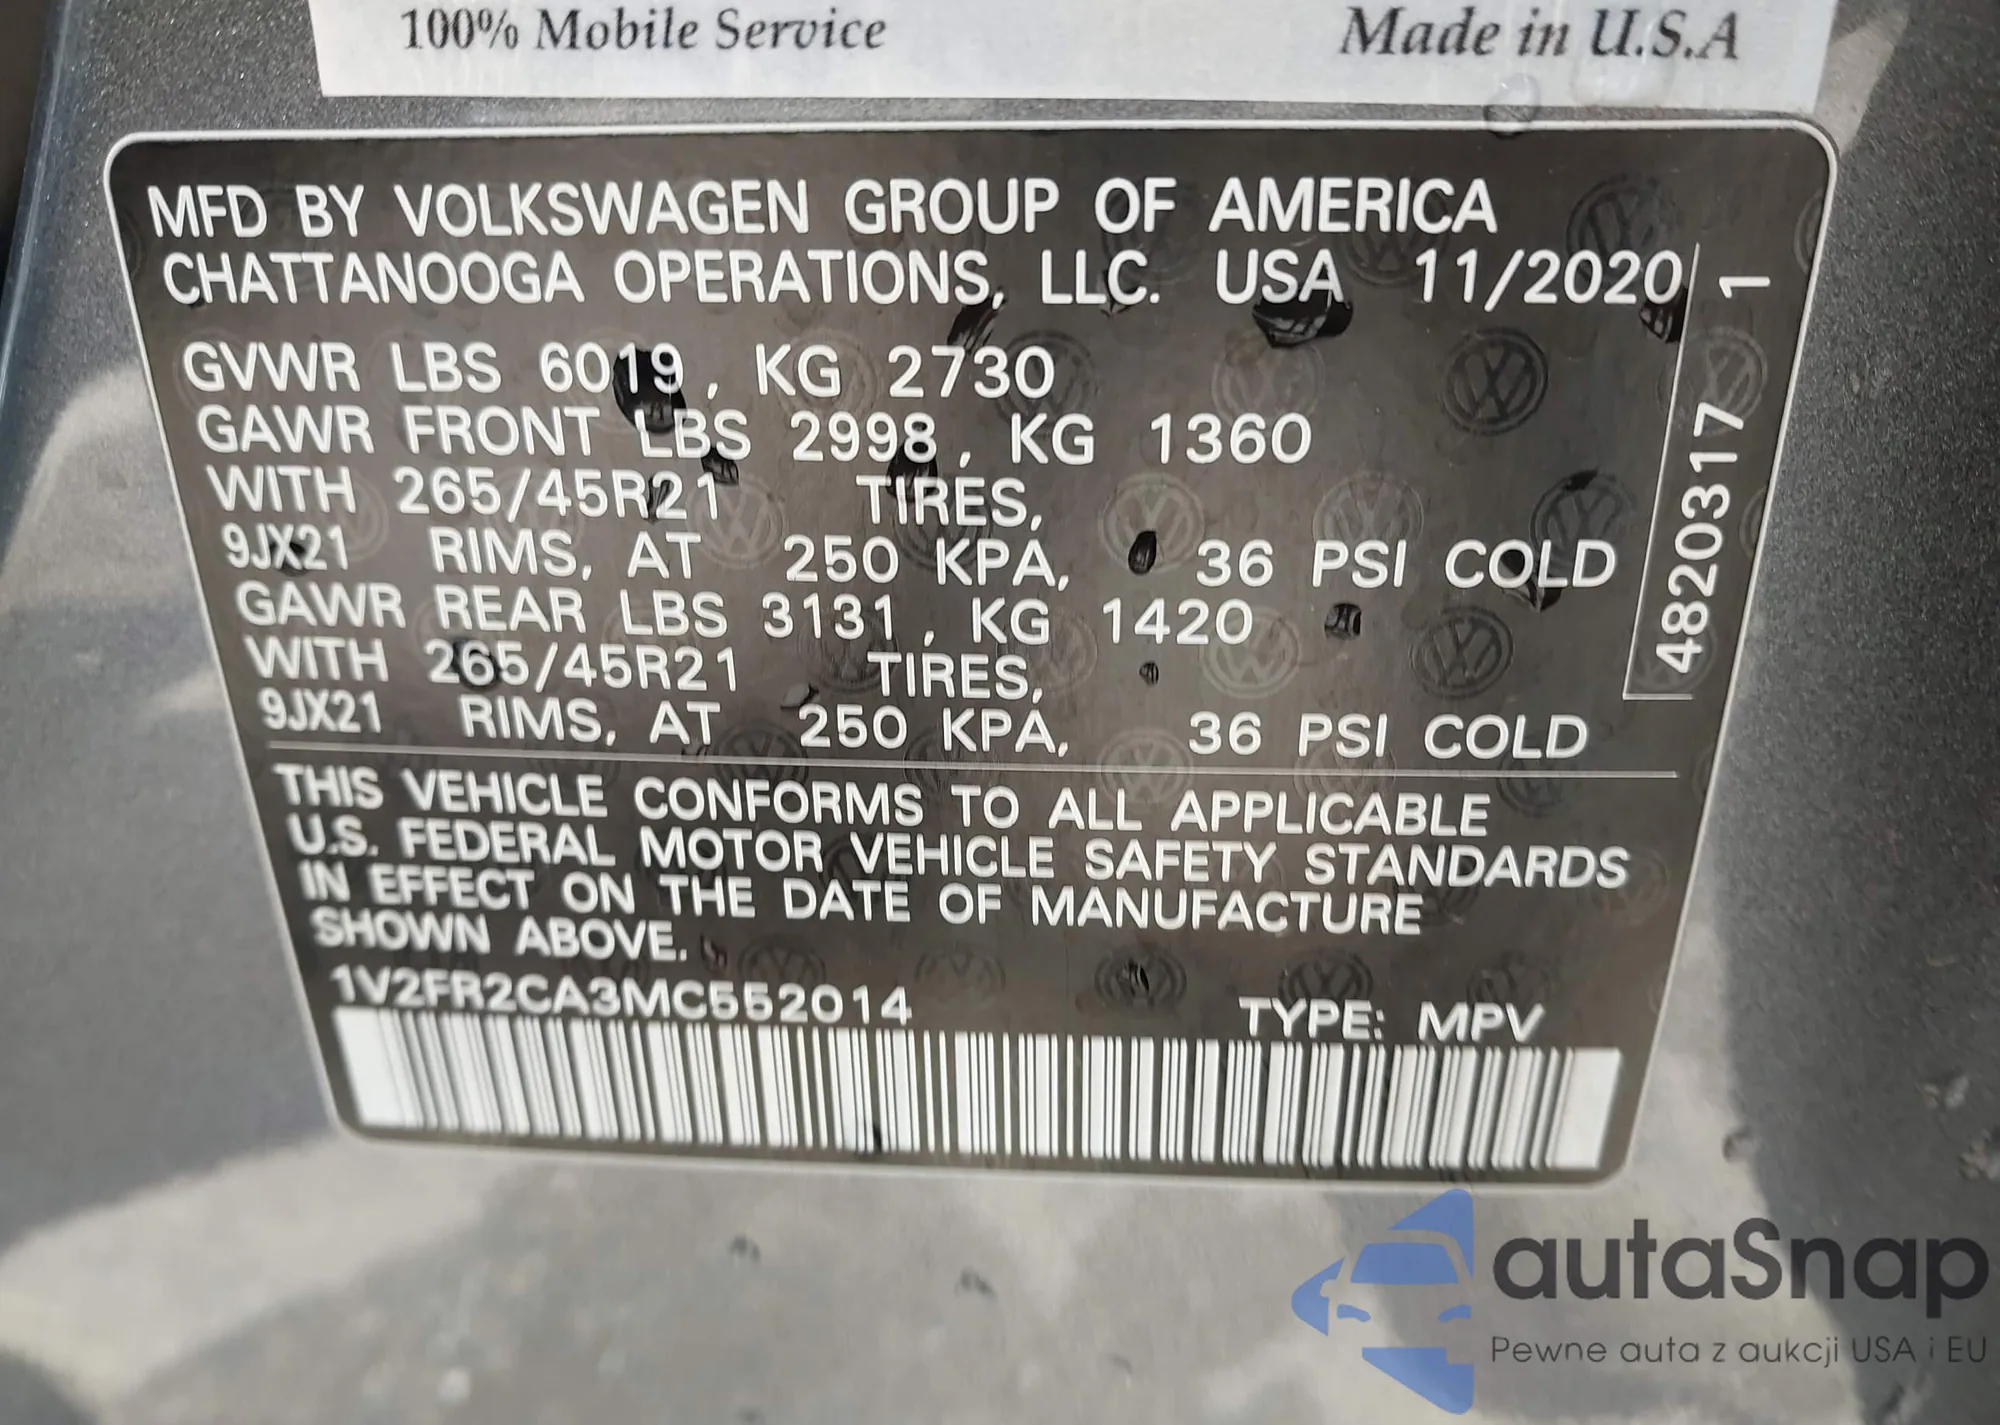 100% Mobile Service Made in U.S.A
MFD BY VOLKSWAGEN GROUP OF AMERICA
CHATTANOOGA OPERATIONS, LLC. USA 11/2020
GVWR LBS 6019, KG 2730
GAWR FRONT LBS 2998, KG 1360
WITH 265/45R21 TIRES,
9JX21 RIMS, AT 250 KPA, 36 PSI COLD
GAWR REAR LBS 3131, KG 1420
WITH 265/45R21 TIRES,
9JX21 RIMS, AT 250 KPA, 36 PSI COLD
4820317 1
THIS VEHICLE CONFORMS TO ALL APPLICABLE
U.S. FEDERAL MOTOR VEHICLE SAFETY STANDARDS
IN EFFECT ON THE DATE OF MANUFACTURE
SHOWN ABOVE.
1V2FR2CA3MC552014 TYPE: MPV
autaSnap
Pewne auta z aukcji USA i EU